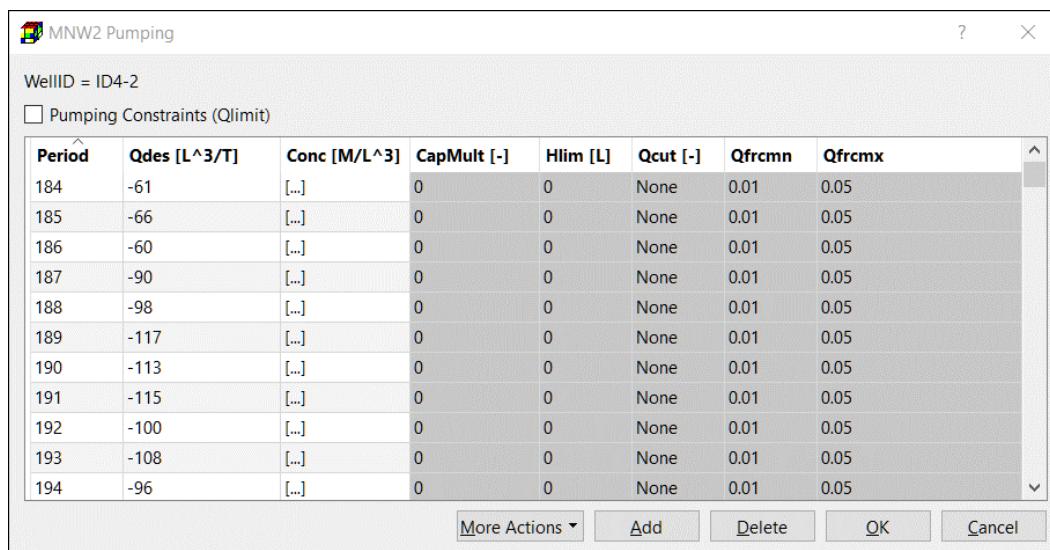 MNW2 Pumping
WellID = ID4-2
Pumping Constraints (Qlimit)
Period Qdes [L^3/T] Conc [M/L^3] CapMult [-] Hlim [L] Qcut [-] Qfrcmn Qfrcmx
184 -61 [...] 0 0 None 0.01 0.05
185 -66 [...] 0 0 None 0.01 0.05
186 -60 [...] 0 0 None 0.01 0.05
187 -90 [...] 0 0 None 0.01 0.05
188 -98 [...] 0 0 None 0.01 0.05
189 -117 [...] 0 0 None 0.01 0.05
190 -113 [...] 0 0 None 0.01 0.05
191 -115 [...] 0 0 None 0.01 0.05
192 -100 [...] 0 0 None 0.01 0.05
193 -108 [...] 0 0 None 0.01 0.05
194 -96 [...] 0 0 None 0.01 0.05
More Actions Add Delete OK Cancel